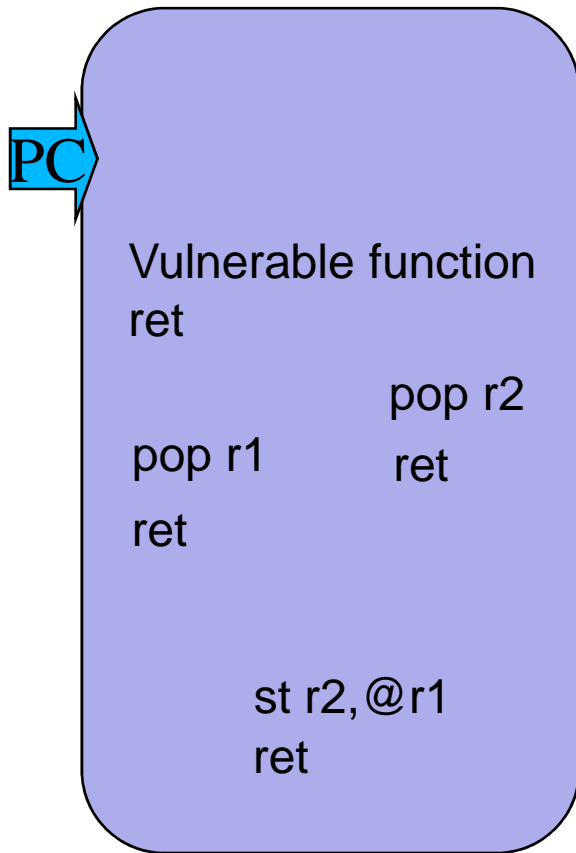 PC
Vulnerable function
ret
pop r2
ret
pop r1
ret
st r2,@r1
ret